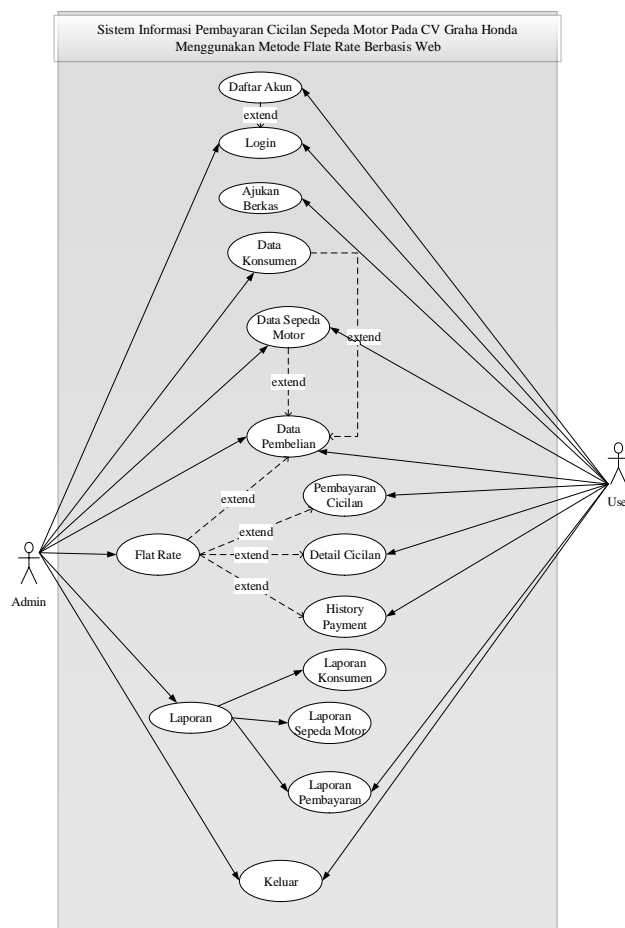 Sistem Informasi Pembayaran Cicilan Sepeda Motor Pada CV Graha Honda
Menggunakan Metode Flate Rate Berbasis Web
Daftar Akun
extend
Login
Ajukan
Berkas
Data
Konsumen
Data Sepeda
Motor
extend
extend
Data
Pembelian
extend
Pembayaran
Cicilan
extend
Flat Rate
extend
Detail Cicilan
extend
History
Payment
Admin
Use
Laporan
Konsumen
Laporan
Laporan
Sepeda Motor
Laporan
Pembayaran
Keluar